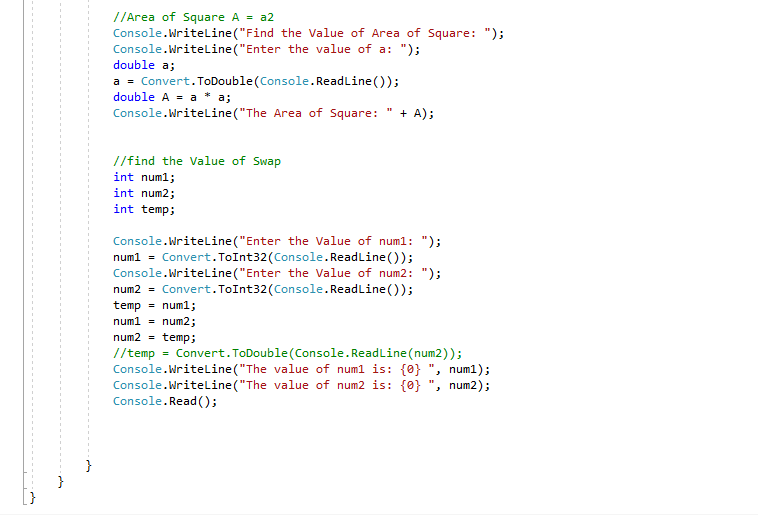 //Area of Square A = a2
Console.WriteLine("Find the Value of Area of Square: ");
Console.WriteLine("Enter the value of a: ");
double a;
a = Convert.ToDouble(Console.ReadLine());
double A = a * a;
Console.WriteLine("The Area of Square: " + A);
//find the Value of Swap
int num1;
int num2;
int temp;
Console.WriteLine("Enter the Value of num1: ");
num1 = Convert.ToInt32(Console.ReadLine());
Console.WriteLine("Enter the Value of num2: ");
num2 = Convert.ToInt32(Console.ReadLine());
temp = num1;
num1 = num2;
num2 = temp;
//temp = Convert.ToDouble(Console.ReadLine(num2));
Console.WriteLine("The value of num1 is: {0} ", num1);
Console.WriteLine("The value of num2 is: {0} ", num2);
Console.Read();
}
}
}